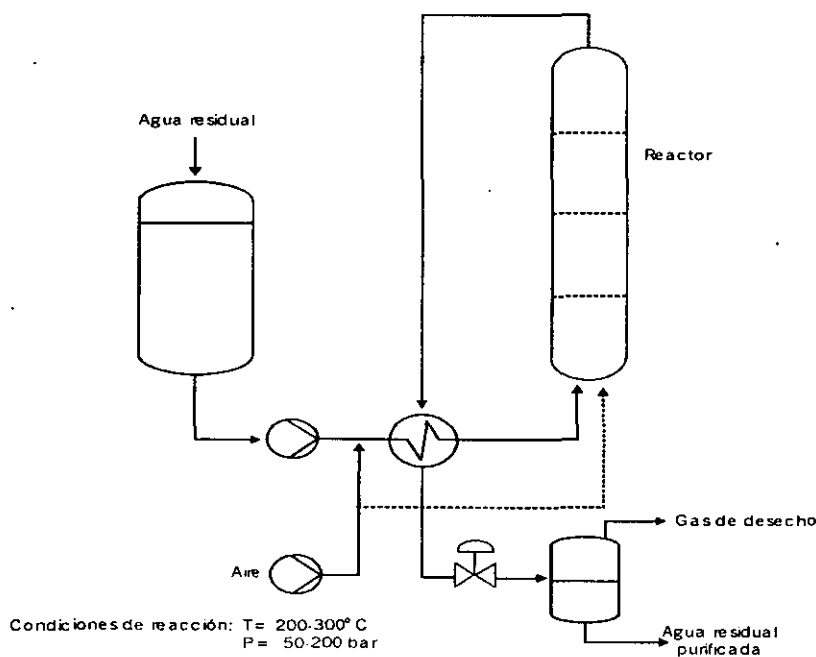 Agua residual
Reactor
Aire
Gas de desecho
Condiciones de reacción: T= 200-300° C
P= 50-200 bar
Agua residual
purificada